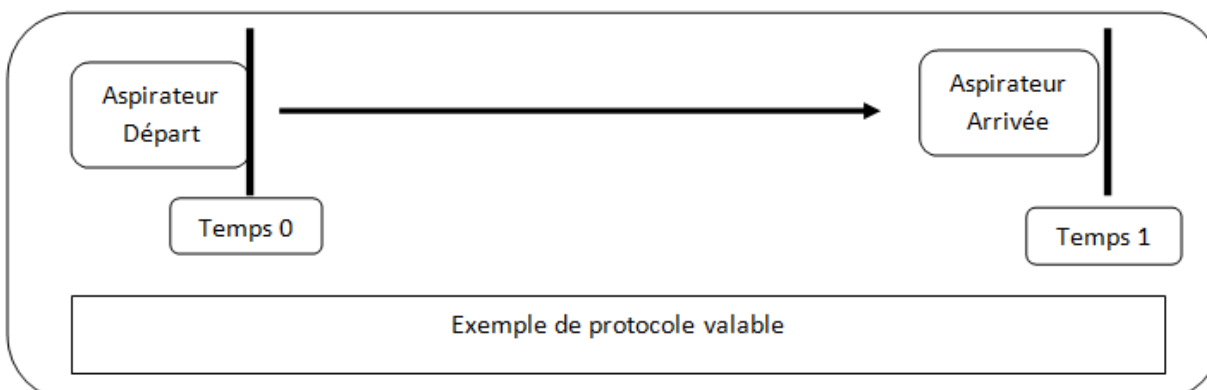 Aspirateur
Départ
Aspirateur
Arrivée
Temps 0
Temps 1
Exemple de protocole valable